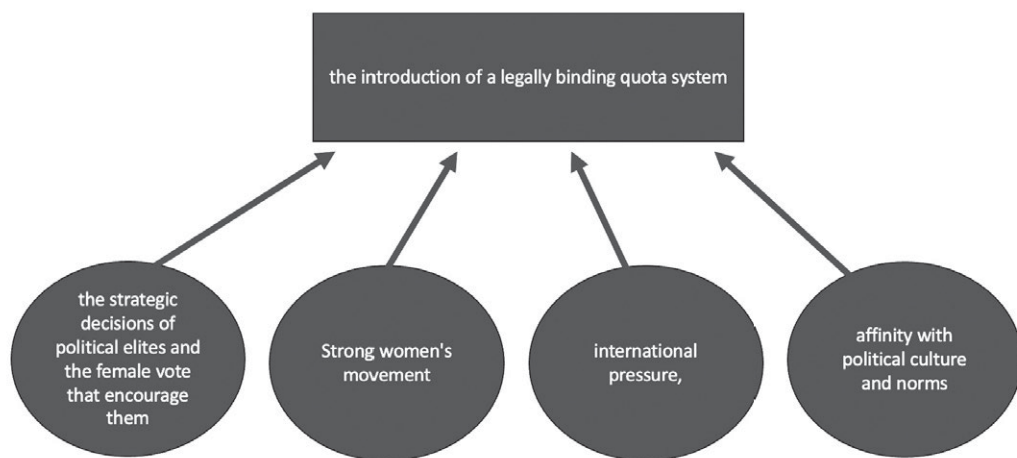 the introduction of a legally binding quota system
the strategic
decisions of
political elites and
the female vote
that encourage
them
Strong women's
movement
international
pressure,
affinity with
political culture
and norms